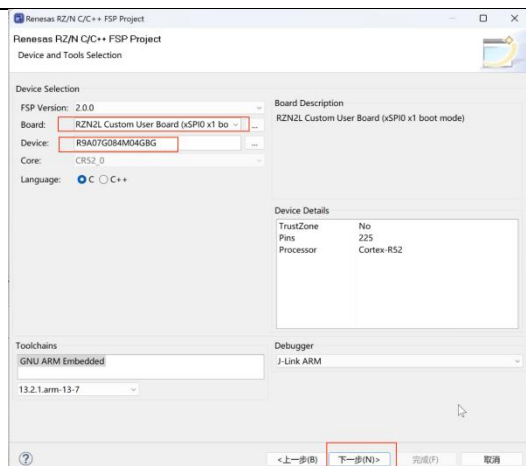 Renesas RZ/N C/C++ FSP Project
Renesas RZ/N C/C++ FSP Project
Device and Tools Selection
Device Selection
FSP Version: 2.0.0
Board: RZN2L Custom User Board (xSPI0 x1 bo ...
Device: R9A07G084M04GBG ...
Core: CR52_0
Language: C C++
Board Description
RZN2L Custom User Board (xSPI0 x1 boot mode)
Device Details
TrustZone No
Pins 225
Processor Cortex-R52
Toolchains
GNU ARM Embedded
13.2.1.arm-13-7
Debugger
J-Link ARM
?
<上一步(B) 下一步(N)> 完成(F) 取消